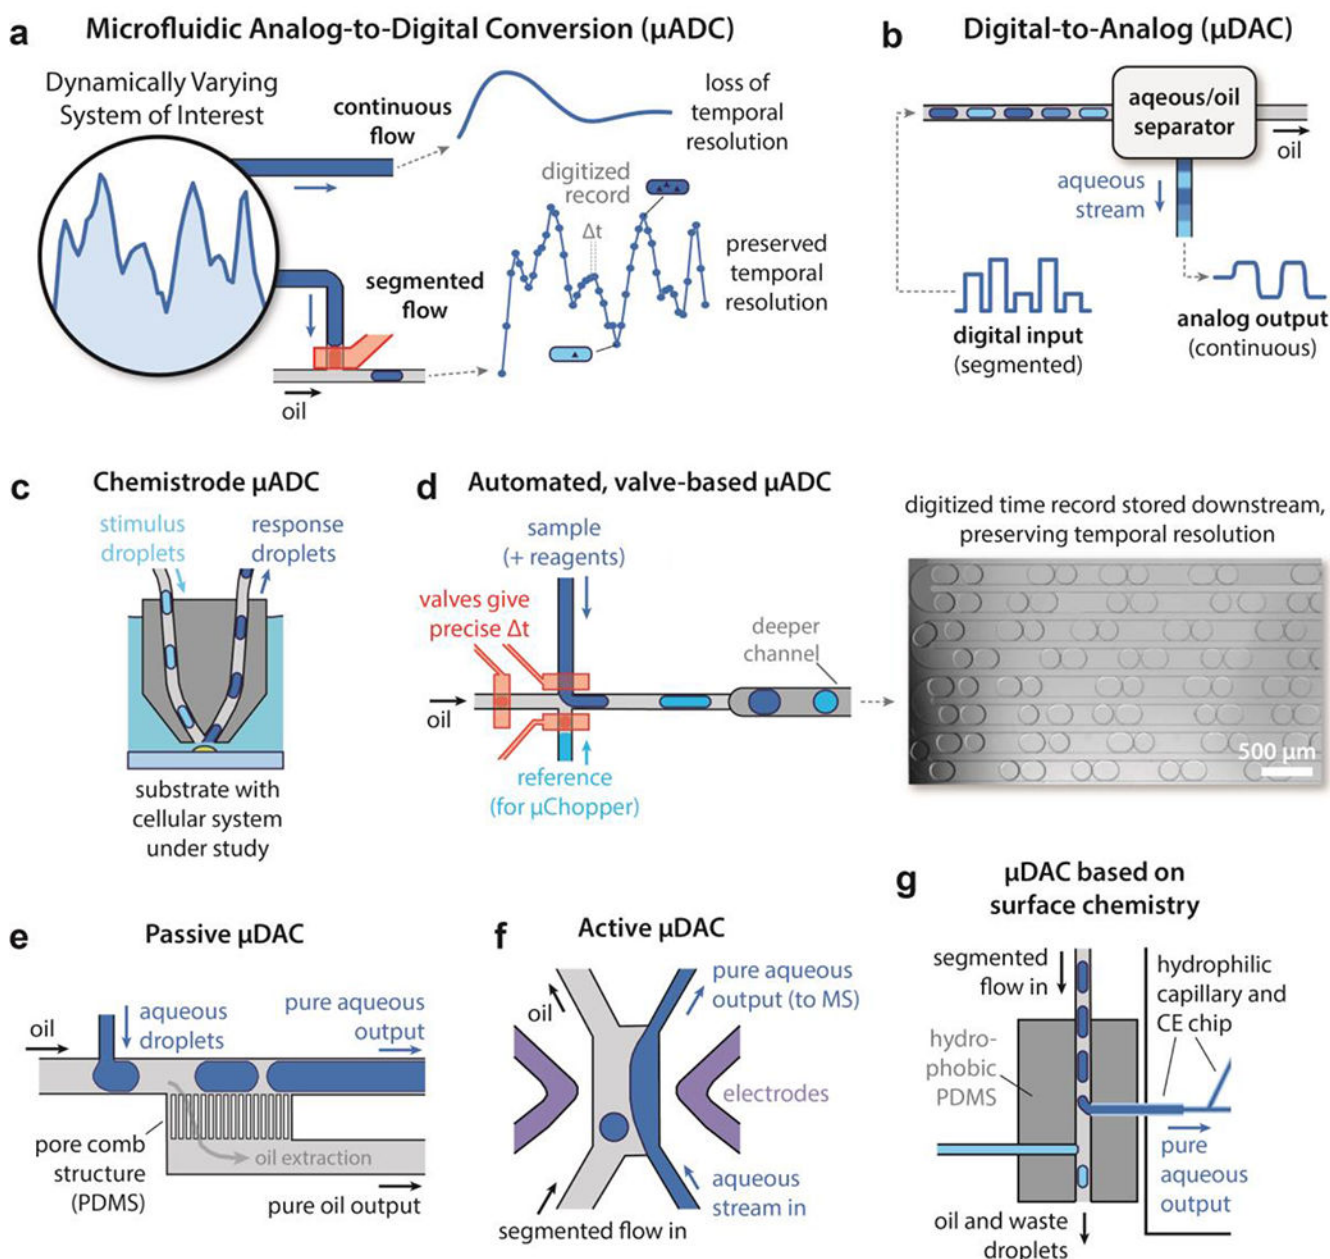 a
Microfluidic Analog-to-Digital Conversion (µADC)
Dynamically Varying
System of Interest
continuous
flow
loss of
temporal
resolution
digitized
record
Δt
preserved
temporal
resolution
segmented
flow
oil
b
Digital-to-Analog (µDAC)
aqeous/oil
separator
oil
aqueous
stream
digital input
(segmented)
analog output
(continuous)
c
Chemistrode µADC
stimulus
droplets
response
droplets
substrate with
cellular system
under study
d
Automated, valve-based µADC
sample
(+ reagents)
valves give
precise Δt
deeper
channel
oil
reference
(for µChopper)
digitized time record stored downstream,
preserving temporal resolution
500 µm
e
Passive µDAC
oil
aqueous
droplets
pure aqueous
output
pore comb
structure
(PDMS)
oil extraction
pure oil output
f
Active µDAC
oil
pure aqueous
output (to MS)
electrodes
aqueous
stream in
segmented flow in
g
µDAC based on
surface chemistry
segmented
flow in
hydrophilic
capillary and
CE chip
hydro-
phobic
PDMS
pure
aqueous
output
oil and waste
droplets